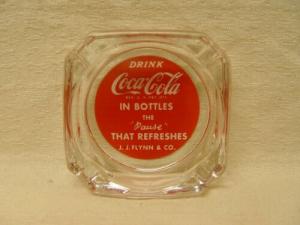 DRINK
Coca-Cola
IN BOTTLES
THE
"Pause"
THAT REFRESHES
J. J. FLYNN & CO.